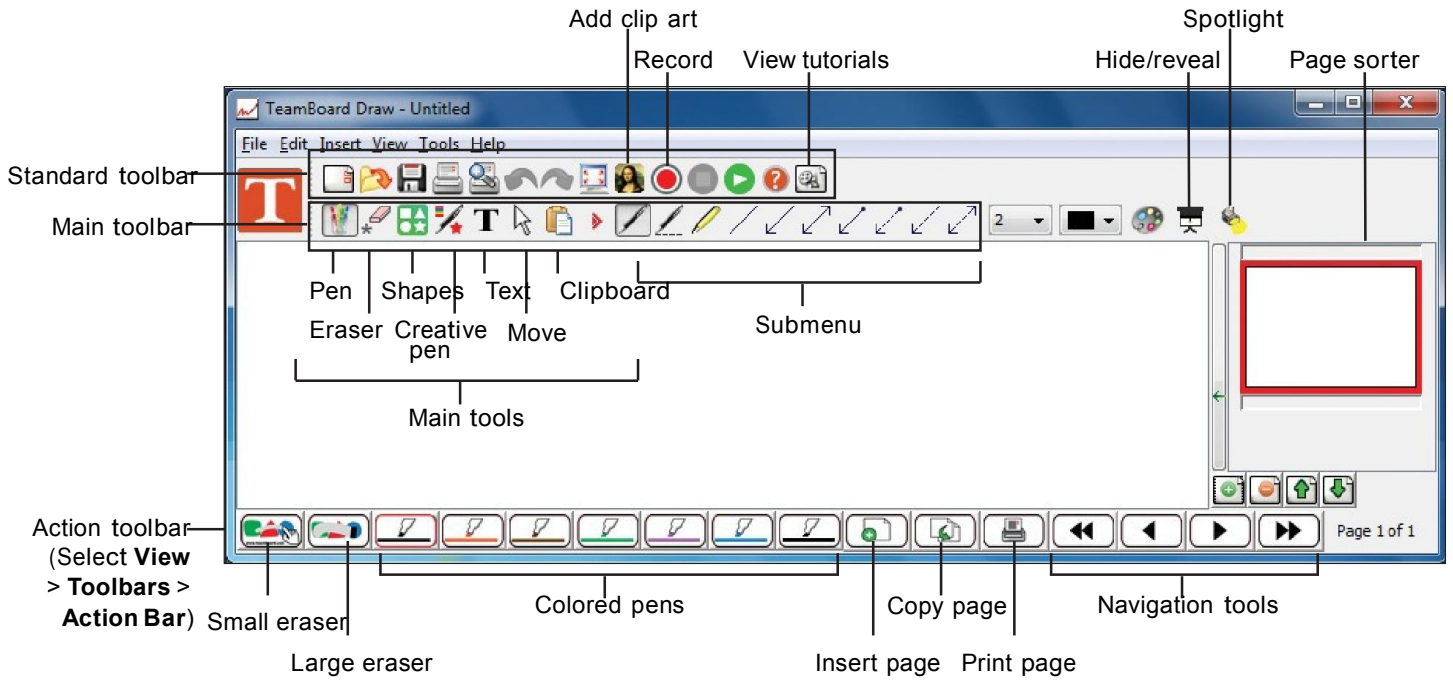 Add clip art
Spotlight
Record
View tutorials
Hide/reveal
Page sorter
TeamBoard Draw - Untitled
File Edit Insert View Tools Help
Standard toolbar
T
Main toolbar
T
2
Pen
Shapes
Text
Clipboard
Eraser
Creative
pen
Move
Submenu
Main tools
Action toolbar
(Select View
> Toolbars >
Action Bar)
Page 1 of 1
Small eraser
Colored pens
Copy page
Navigation tools
Large eraser
Insert page
Print page